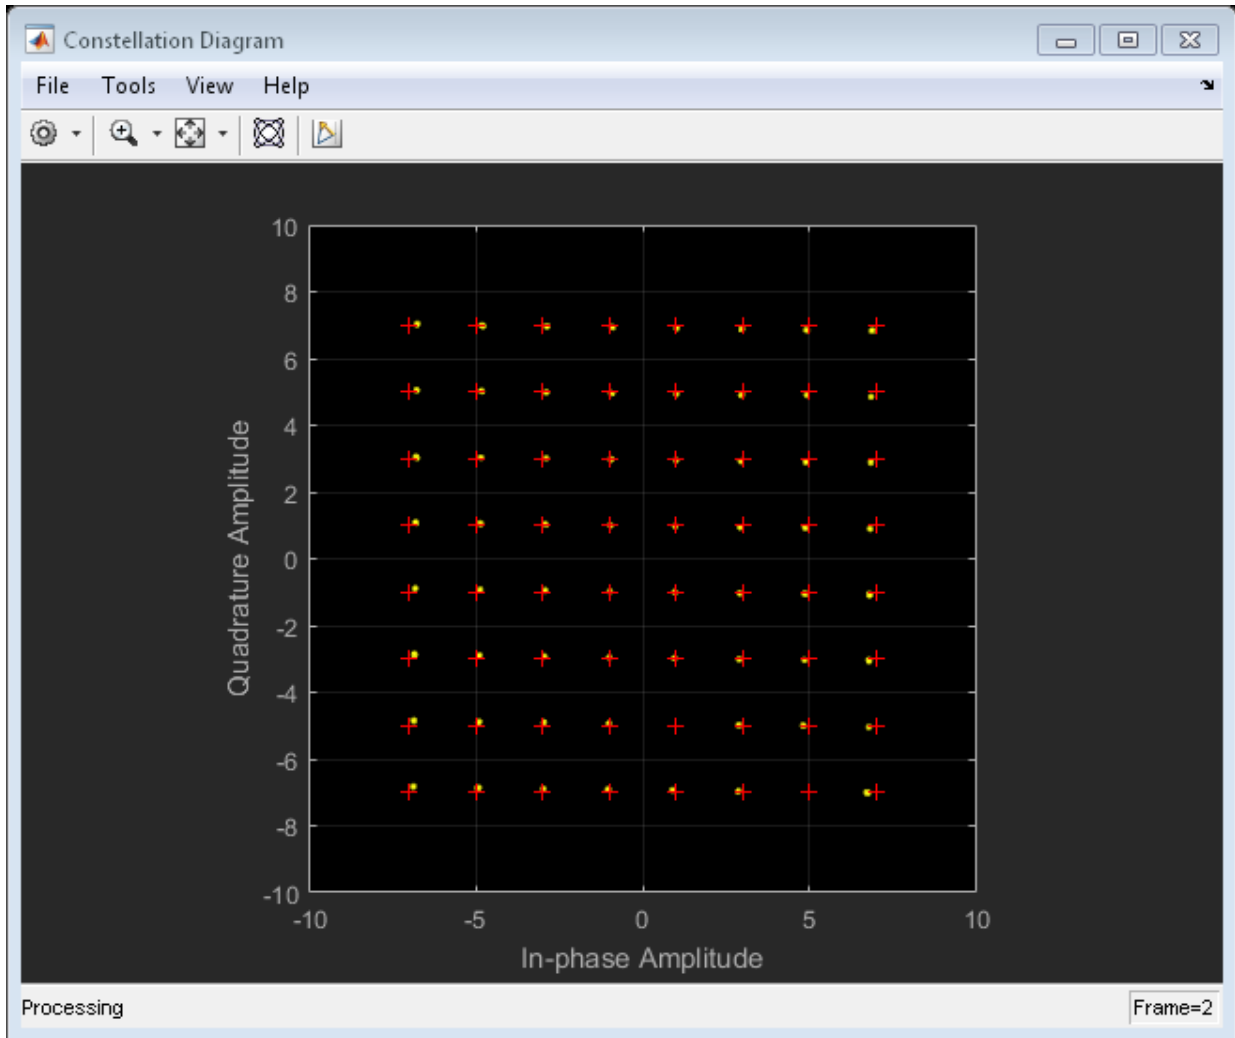 Constellation Diagram
File Tools View Help
10
8
6
4
2
0
-2
-4
-6
-8
-10
Quadrature Amplitude
-10 -5 0 5 10
In-phase Amplitude
Processing Frame=2